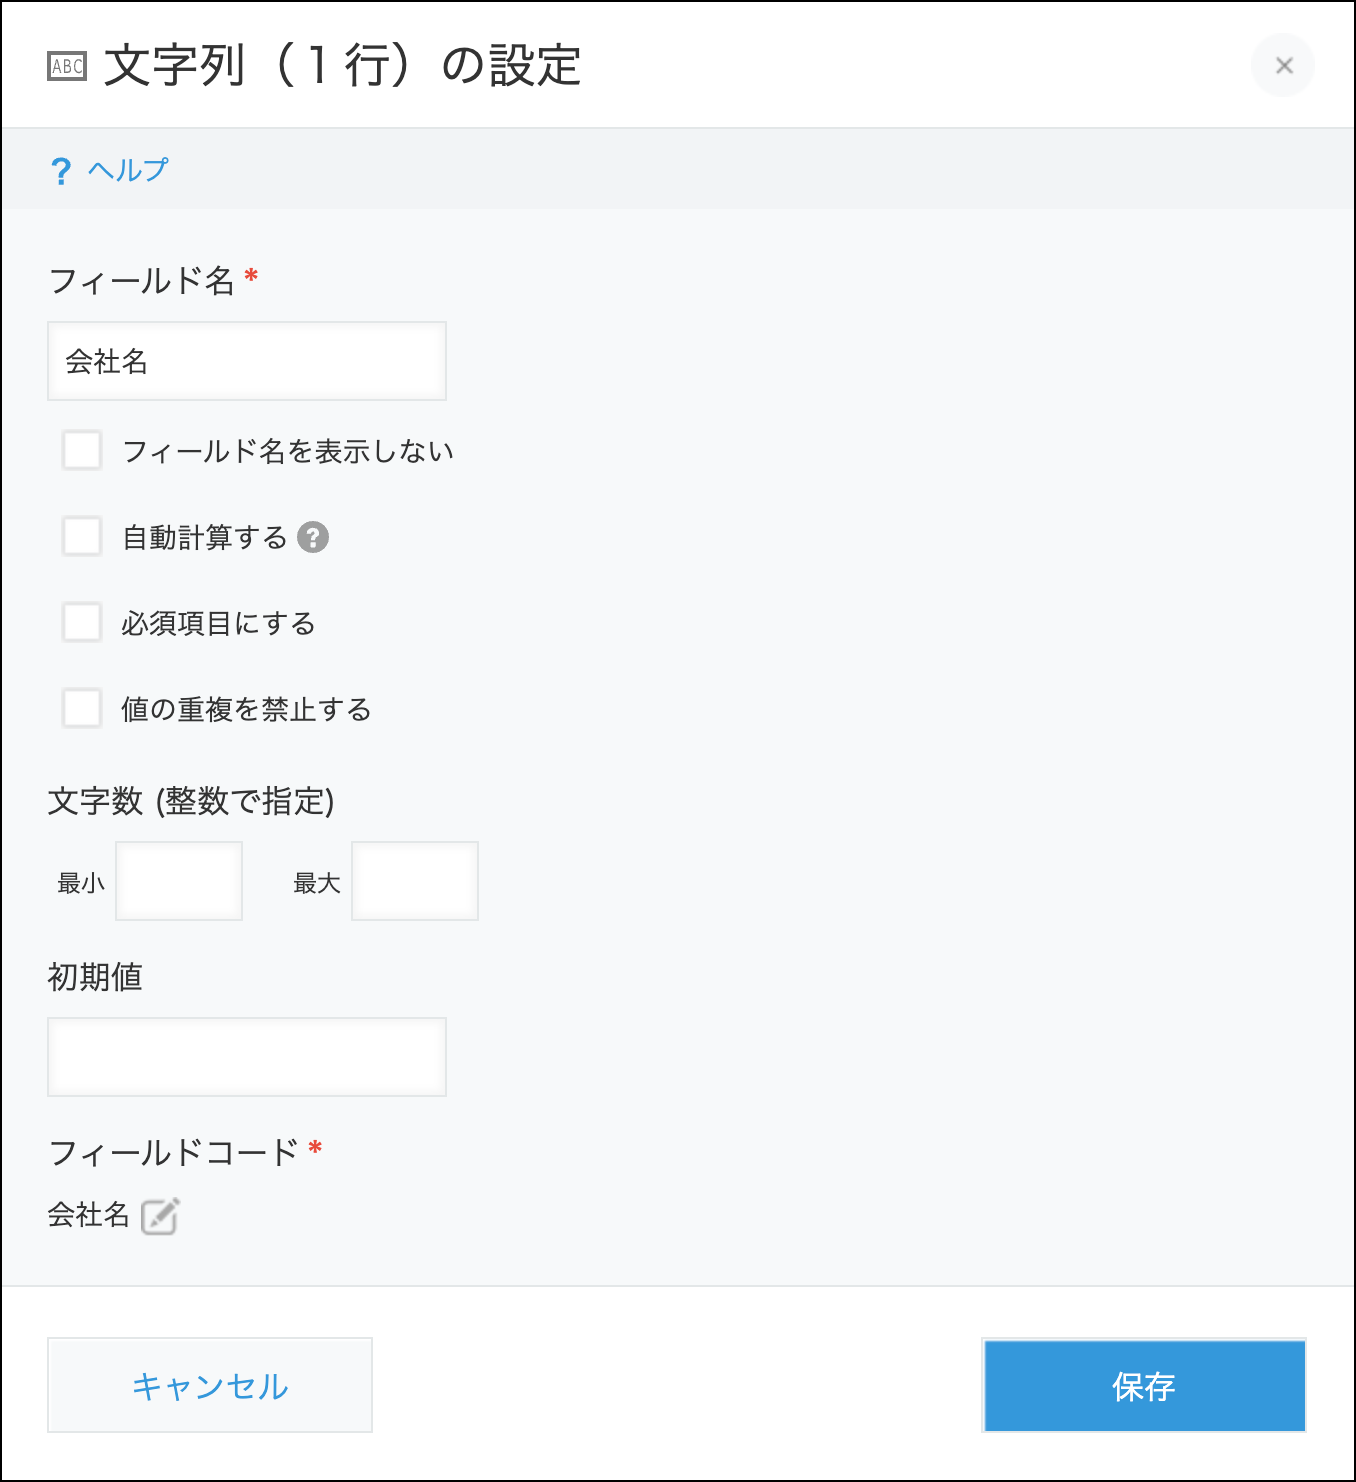 ABC 文字列（１行）の設定
×
? ヘルプ
フィールド名 *
会社名
フィールド名を表示しない
自動計算する ?
必須項目にする
値の重複を禁止する
文字数 (整数で指定)
最小 最大
初期値
フィールドコード *
会社名
キャンセル 保存